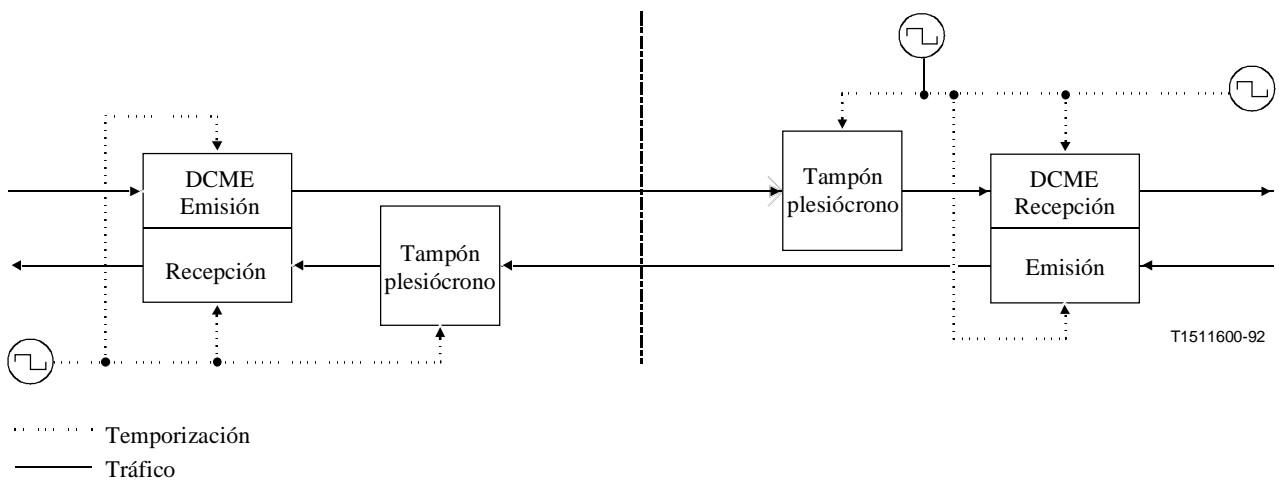 DCME
Emisión
Recepción
Tampón
plesiócrono
Tampón
plesiócrono
DCME
Recepción
Emisión
T1511600-92
Temporización
Tráfico